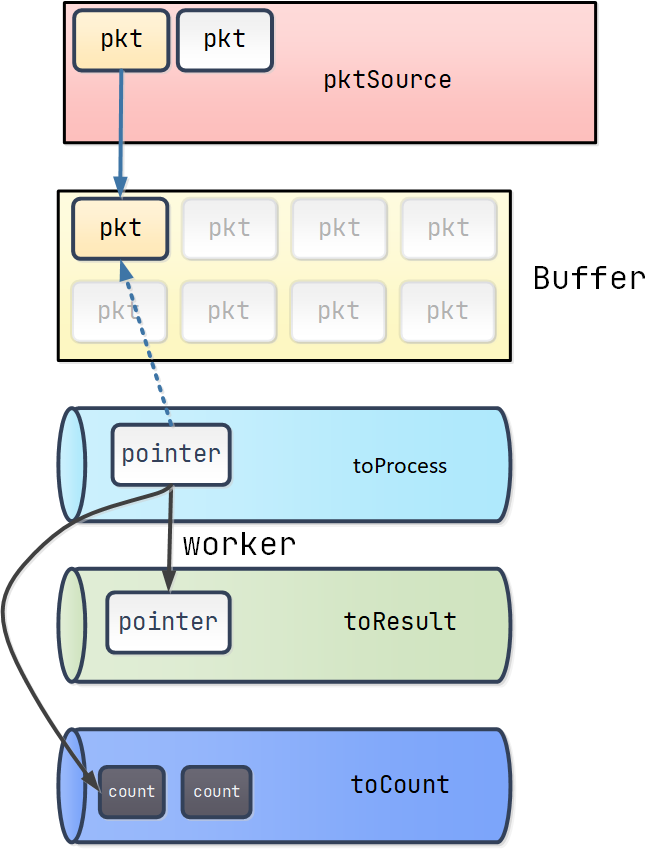 pkt pkt
pktSource
pkt pkt pkt pkt
Buffer
pkt pkt pkt pkt
pointer
toProcess
worker
pointer
toResult
toCount
count count